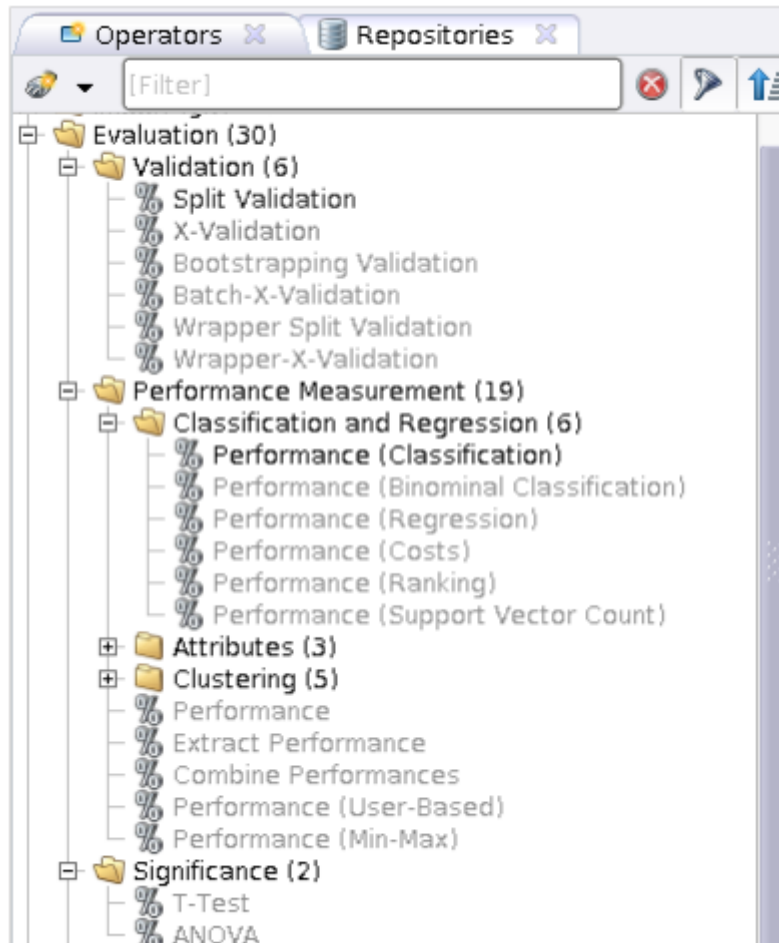 Operators Repositories
[Filter]
Evaluation (30)
Validation (6)
Split Validation
X-Validation
Bootstrapping Validation
Batch-X-Validation
Wrapper Split Validation
Wrapper-X-Validation
Performance Measurement (19)
Classification and Regression (6)
Performance (Classification)
Performance (Binominal Classification)
Performance (Regression)
Performance (Costs)
Performance (Ranking)
Performance (Support Vector Count)
Attributes (3)
Clustering (5)
Performance
Extract Performance
Combine Performances
Performance (User-Based)
Performance (Min-Max)
Significance (2)
T-Test
ANOVA